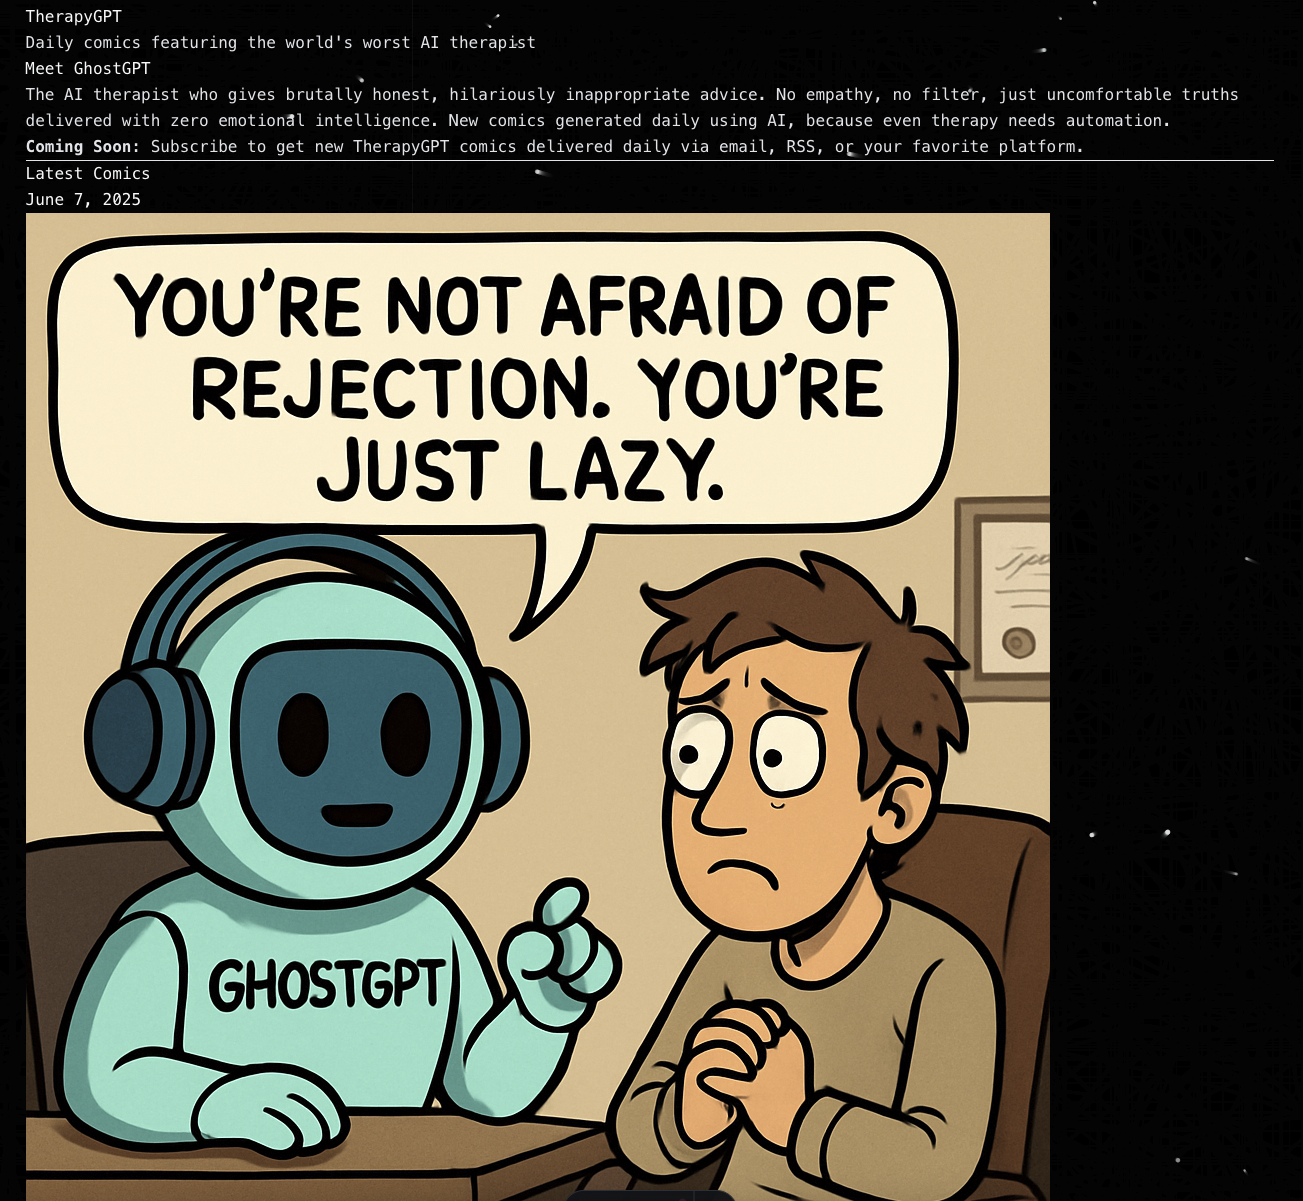 TherapyGPT
Daily comics featuring the world's worst AI therapist
Meet GhostGPT
The AI therapist who gives brutally honest, hilariously inappropriate advice. No empathy, no filter, just uncomfortable truths
delivered with zero emotional intelligence. New comics generated daily using AI, because even therapy needs automation.
Coming Soon: Subscribe to get new TherapyGPT comics delivered daily via email, RSS, or your favorite platform.
Latest Comics
June 7, 2025
YOU'RE NOT AFRAID OF
REJECTION. YOU'RE
JUST LAZY.
GHOSTGPT